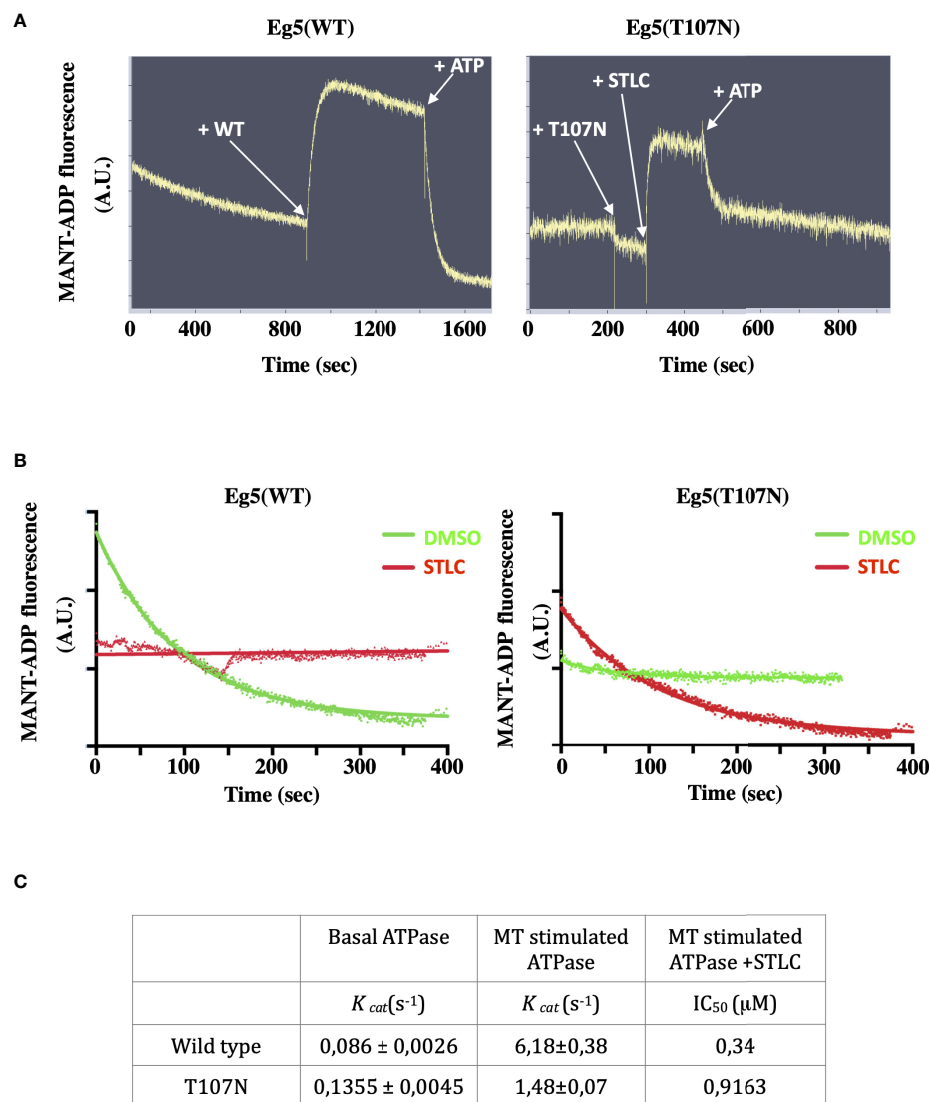 A
Eg5(WT)
Eg5(T107N)
MANT-ADP fluorescence
(A.U.)
+ WT
+ ATP
+ T107N
+ STLC
+ ATP
0 400 800 1200 1600
Time (sec)
0 200 400 600 800
Time (sec)
B
Eg5(WT)
Eg5(T107N)
MANT-ADP fluorescence
(A.U.)
DMSO
STLC
0 100 200 300 400
Time (sec)
MANT-ADP fluorescence
(A.U.)
DMSO
STLC
0 100 200 300 400
Time (sec)
C
Basal ATPase MT stimulated MT stimulated
ATPase ATPase +STLC
K cat(s-1) K cat(s-1) IC50 (µM)
Wild type 0,086 ± 0,0026 6,18±0,38 0,34
T107N 0,1355 ± 0,0045 1,48±0,07 0,9163